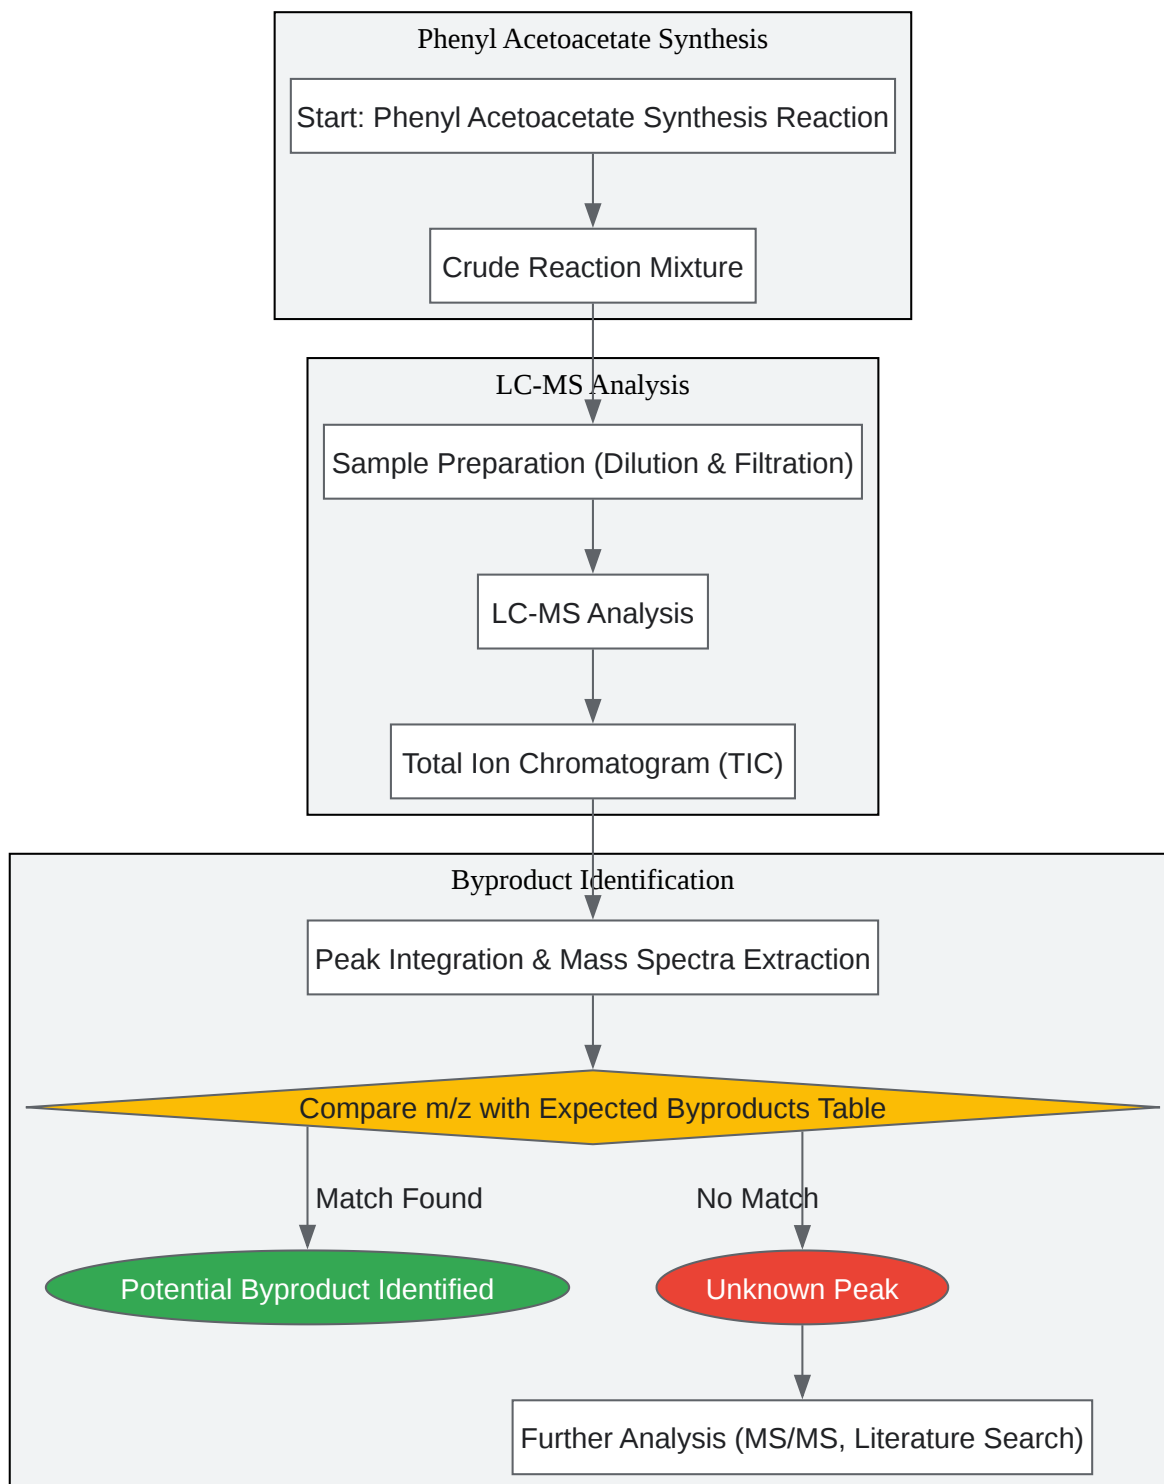 Phenyl Acetoacetate Synthesis
Start: Phenyl Acetoacetate Synthesis Reaction
Crude Reaction Mixture
LC-MS Analysis
Sample Preparation (Dilution & Filtration)
LC-MS Analysis
Total Ion Chromatogram (TIC)
Byproduct Identification
Peak Integration & Mass Spectra Extraction
Compare m/z with Expected Byproducts Table
Match Found
No Match
Potential Byproduct Identified
Unknown Peak
Further Analysis (MS/MS, Literature Search)